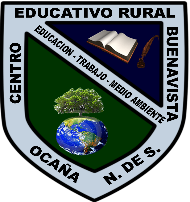 EDUCATIVO RURAL
CENTRO
BUENAVISTA
EDUCACION - TRABAJO - MEDIO AMBIENTE
OCAÑA
N. DE S.